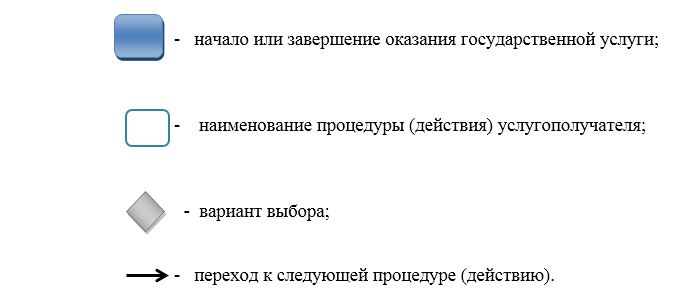 - начало или завершение оказания государственной услуги;
- наименование процедуры (действия) услугополучателя;
- вариант выбора;
- переход к следующей процедуре (действию).